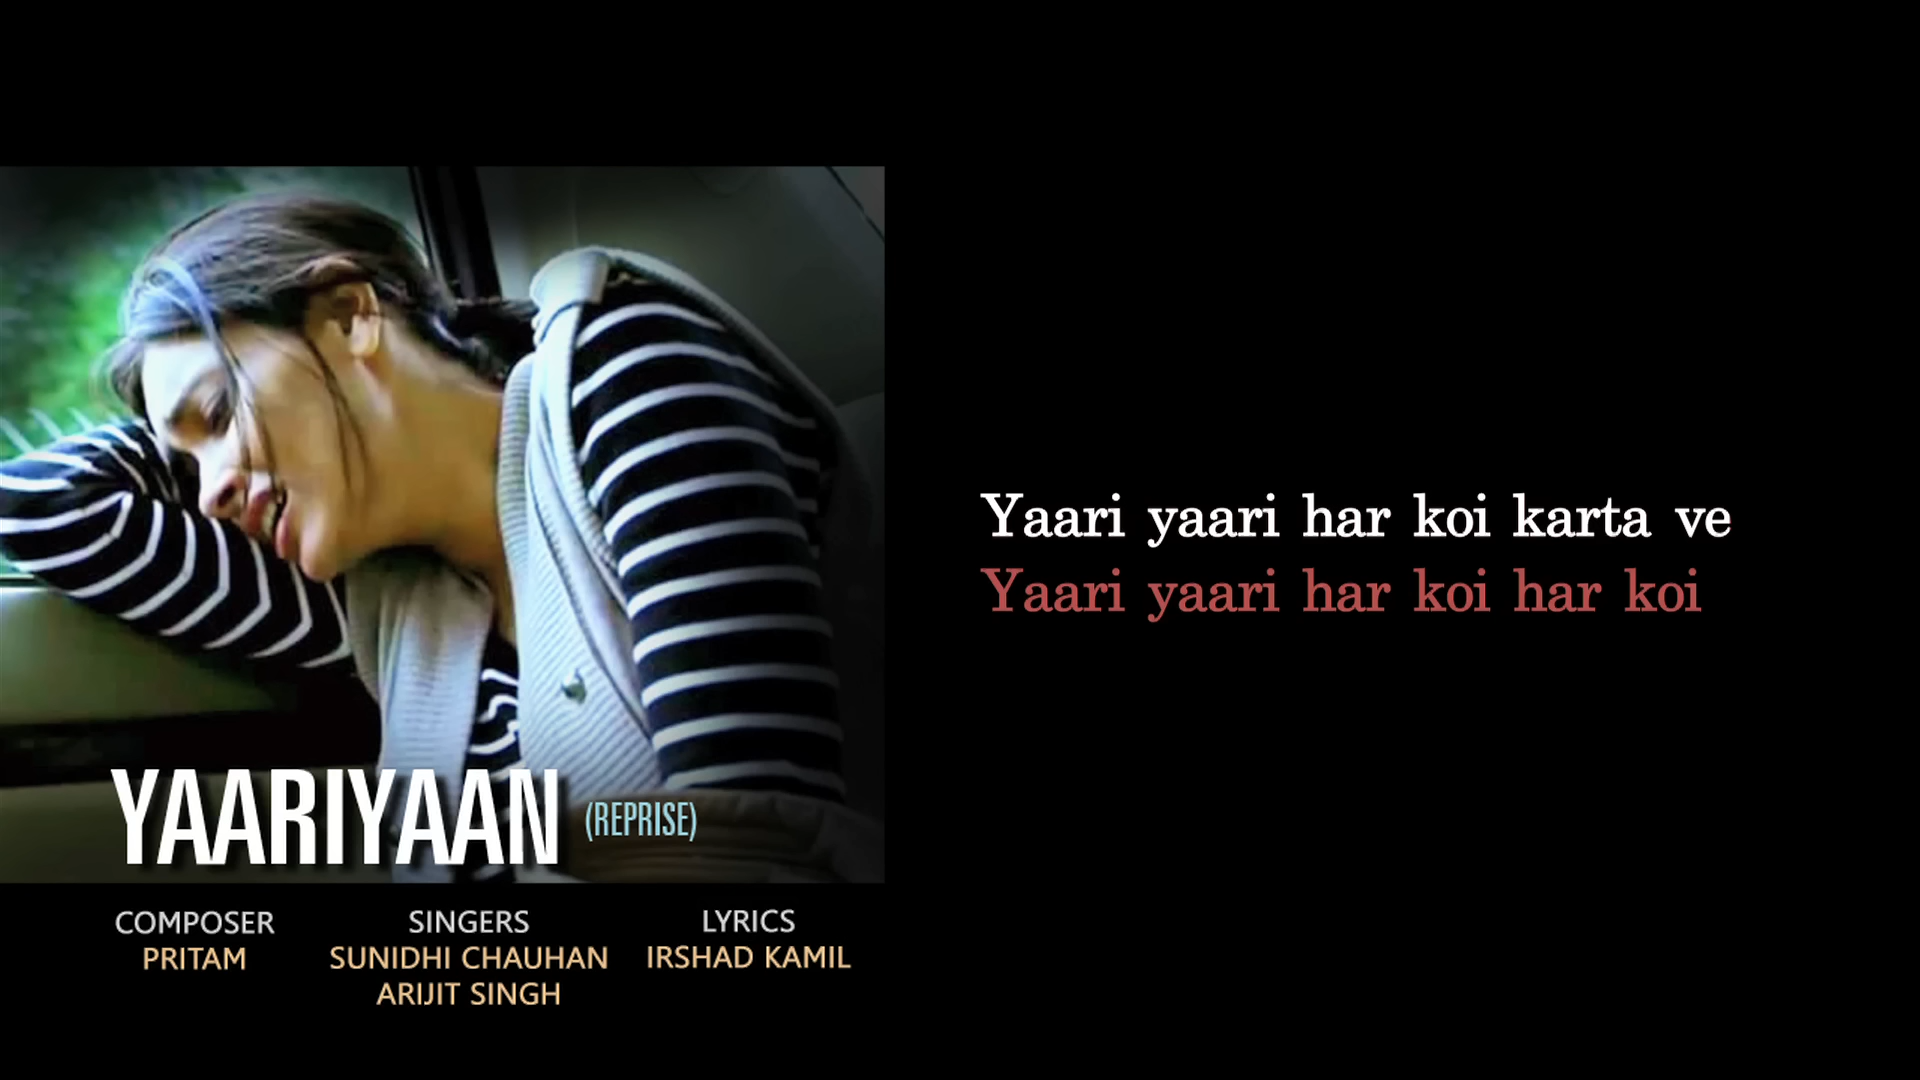 Yaari yaari har koi karta ve
Yaari yaari har koi har koi
YAARIYAAN (REPRISE)
COMPOSER
PRITAM
SINGERS
SUNIDHI CHAUHAN
ARIJIT SINGH
LYRICS
IRSHAD KAMIL